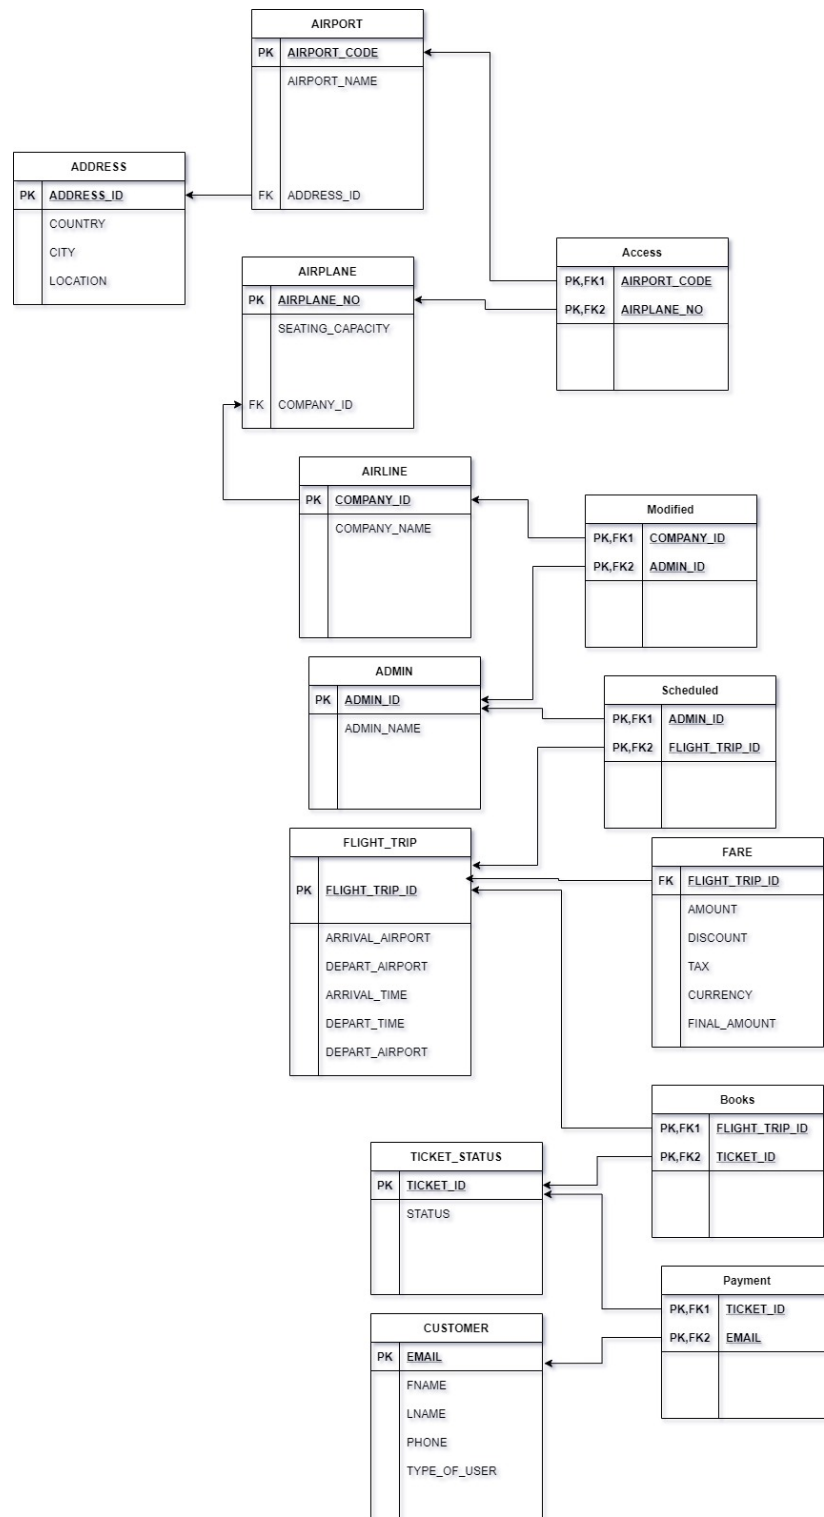 AIRPORT
PK AIRPORT_CODE
AIRPORT_NAME
FK ADDRESS_ID
ADDRESS
PK ADDRESS_ID
COUNTRY
CITY
LOCATION
Access
PK,FK1 AIRPORT_CODE
PK,FK2 AIRPLANE_NO
AIRPLANE
PK AIRPLANE_NO
SEATING_CAPACITY
FK COMPANY_ID
AIRLINE
PK COMPANY_ID
COMPANY_NAME
Modified
PK,FK1 COMPANY_ID
PK,FK2 ADMIN_ID
ADMIN
PK ADMIN_ID
ADMIN_NAME
Scheduled
PK,FK1 ADMIN_ID
PK,FK2 FLIGHT_TRIP_ID
FLIGHT_TRIP
PK FLIGHT_TRIP_ID
ARRIVAL_AIRPORT
DEPART_AIRPORT
ARRIVAL_TIME
DEPART_TIME
DEPART_AIRPORT
FARE
FK FLIGHT_TRIP_ID
AMOUNT
DISCOUNT
TAX
CURRENCY
FINAL_AMOUNT
Books
PK,FK1 FLIGHT_TRIP_ID
PK,FK2 TICKET_ID
TICKET_STATUS
PK TICKET_ID
STATUS
Payment
PK,FK1 TICKET_ID
PK,FK2 EMAIL
CUSTOMER
PK EMAIL
FNAME
LNAME
PHONE
TYPE_OF_USER